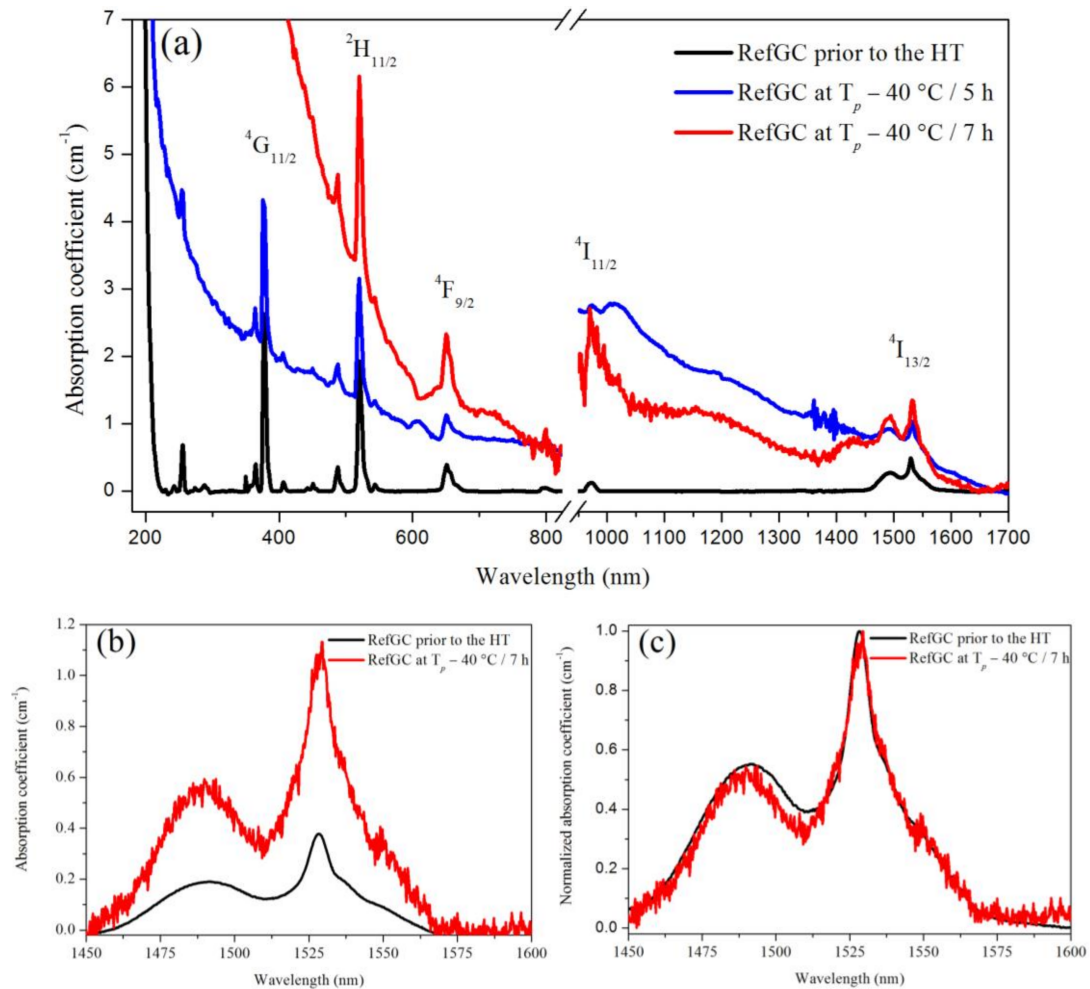 (a)
7
6
5
4
3
2
1
0
Absorption coefficient (cm⁻¹)
⁴G₁₁/₂
²H₁₁/₂
⁴F₉/₂
⁴I₁₁/₂
⁴I₁₃/₂
RefGC prior to the HT
RefGC at Tₚ – 40 °C / 5 h
RefGC at Tₚ – 40 °C / 7 h
200 400 600 800 1000 1100 1200 1300 1400 1500 1600 1700
Wavelength (nm)
(b)
1.2
1.0
0.8
0.6
0.4
0.2
0.0
Absorption coefficient (cm⁻¹)
RefGC prior to the HT
RefGC at Tₚ – 40 °C / 7 h
1450 1475 1500 1525 1550 1575 1600
Wavelength (nm)
(c)
1.0
0.8
0.6
0.4
0.2
0.0
Normalized absorption coefficient (cm⁻¹)
RefGC prior to the HT
RefGC at Tₚ – 40 °C / 7 h
1450 1475 1500 1525 1550 1575 1600
Wavelength (nm)